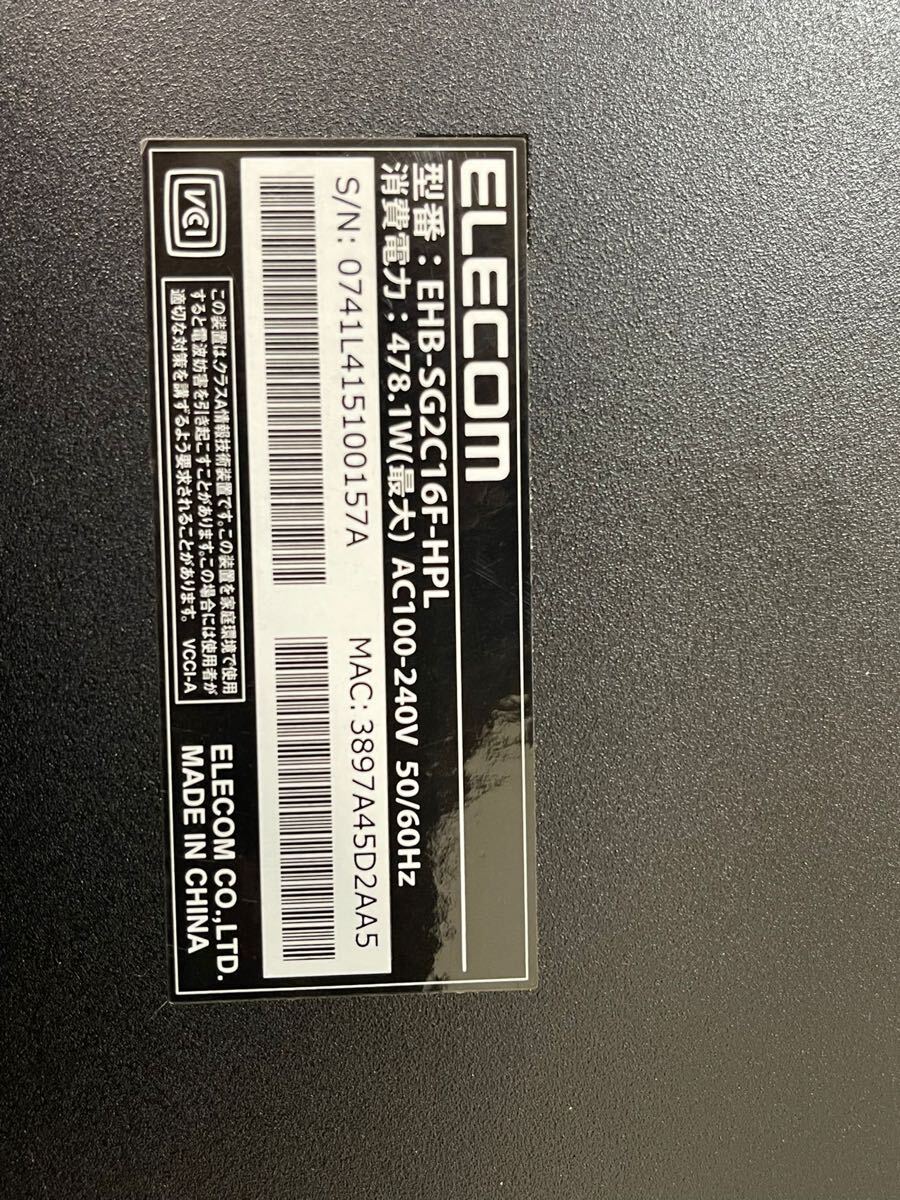 ELECOM
型番：EHB-SG2C16F-HPL
消費電力：478.1W(最大) AC100-240V 50/60Hz
S/N: 0741L415100157A
MAC: 3897A45D2AA5
VCI
この装置は､クラスA情報技術装置です｡この装置を家庭環境で使用
すると電波妨害を引き起こすことがあります｡この場合には使用者が
適切な対策を講ずるよう要求されることがあります｡ VCCI-A
ELECOM CO.,LTD.
MADE IN CHINA